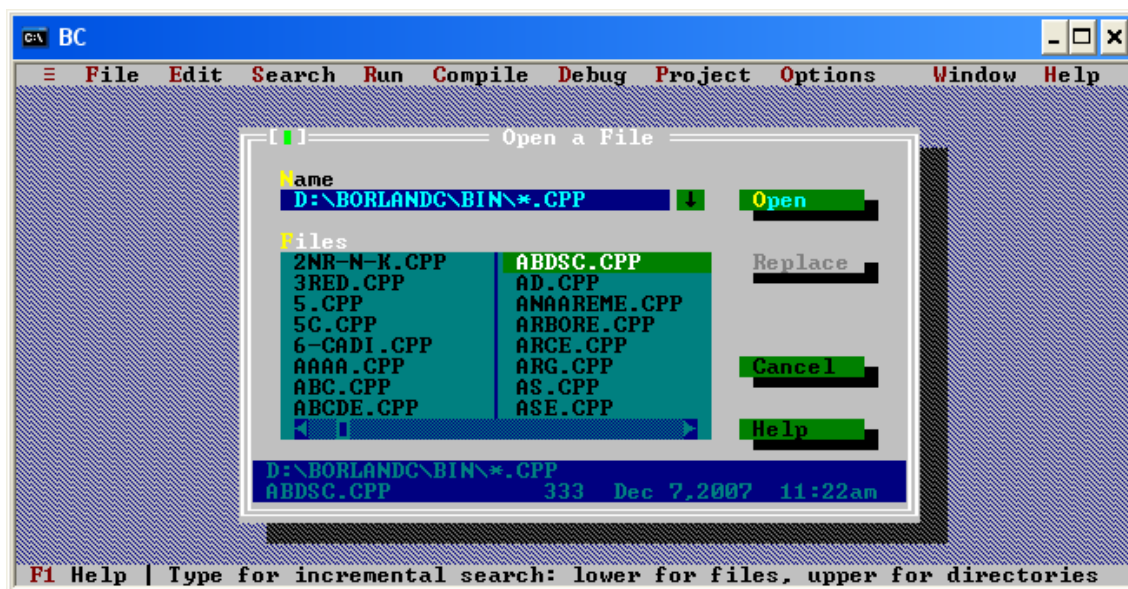 BC
≡ File Edit Search Run Compile Debug Project Options Window Help
[▮] Open a File
Name
D:\BORLANDC\BIN\*.CPP ↓ Open
Files
2NR-N-K.CPP ABDSC.CPP Replace
3RED.CPP AD.CPP
5.CPP ANAAREME.CPP
5C.CPP ARBORE.CPP
6-CADI.CPP ARCE.CPP
AAAA.CPP ARG.CPP Cancel
ABC.CPP AS.CPP
ABCDE.CPP ASE.CPP
Help
D:\BORLANDC\BIN\*.CPP
ABDSC.CPP 333 Dec 7,2007 11:22am
F1 Help | Type for incremental search: lower for files, upper for directories